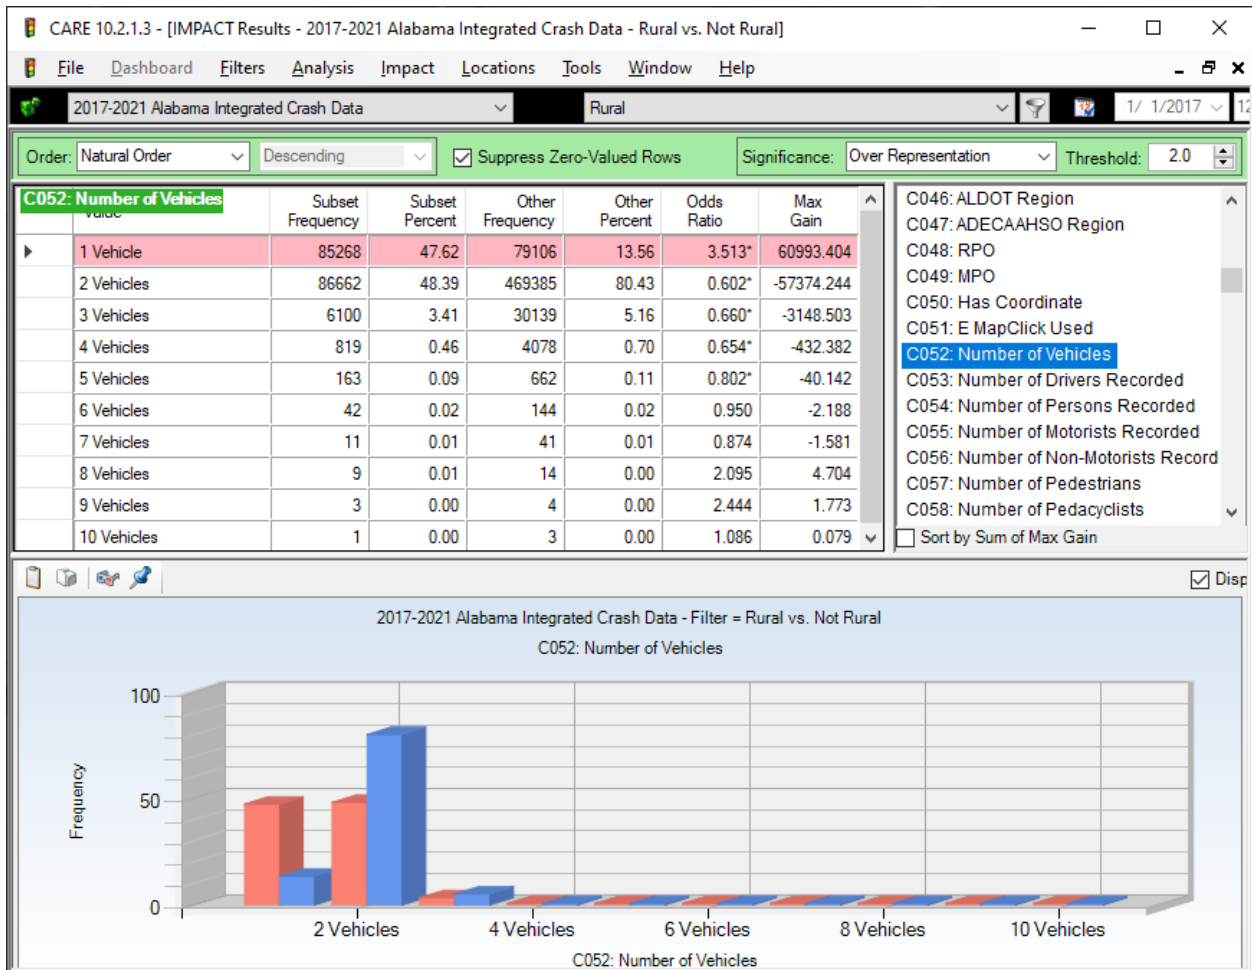 CARE 10.2.1.3 - [IMPACT Results - 2017-2021 Alabama Integrated Crash Data - Rural vs. Not Rural]
File Dashboard Filters Analysis Impact Locations Tools Window Help
2017-2021 Alabama Integrated Crash Data Rural 1/ 1/2017 12
Order: Natural Order Descending Suppress Zero-Valued Rows Significance: Over Representation Threshold: 2.0
C052: Number of Vehicles Subset Frequency Subset Percent Other Frequency Other Percent Odds Ratio Max Gain
1 Vehicle 85268 47.62 79106 13.56 3.513* 60993.404
2 Vehicles 86662 48.39 469385 80.43 0.602* -57374.244
3 Vehicles 6100 3.41 30139 5.16 0.660* -3148.503
4 Vehicles 819 0.46 4078 0.70 0.654* -432.382
5 Vehicles 163 0.09 662 0.11 0.802* -40.142
6 Vehicles 42 0.02 144 0.02 0.950 -2.188
7 Vehicles 11 0.01 41 0.01 0.874 -1.581
8 Vehicles 9 0.01 14 0.00 2.095 4.704
9 Vehicles 3 0.00 4 0.00 2.444 1.773
10 Vehicles 1 0.00 3 0.00 1.086 0.079
C046: ALDOT Region
C047: ADECAAHSO Region
C048: RPO
C049: MPO
C050: Has Coordinate
C051: E MapClick Used
C052: Number of Vehicles
C053: Number of Drivers Recorded
C054: Number of Persons Recorded
C055: Number of Motorists Recorded
C056: Number of Non-Motorists Record
C057: Number of Pedestrians
C058: Number of Pedacyclists
Sort by Sum of Max Gain
Disp
2017-2021 Alabama Integrated Crash Data - Filter = Rural vs. Not Rural
C052: Number of Vehicles
Frequency
100
50
0
2 Vehicles 4 Vehicles 6 Vehicles 8 Vehicles 10 Vehicles
C052: Number of Vehicles